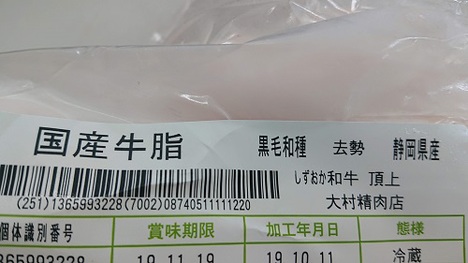 国産牛脂 黒毛和種 去勢 静岡県産
しずおか和牛 頂上
大村精肉店
(251)1365993228(7002)08740511111220
個体識別番号 賞味期限 加工年月日 態様
1365993228 19.11.19 19.10.11 冷蔵